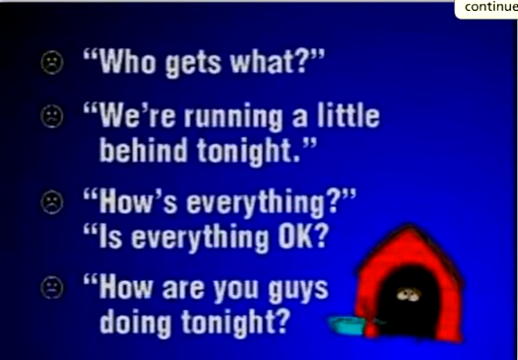 continue
“Who gets what?”
“We’re running a little
behind tonight.”
“How’s everything?”
“Is everything OK?
“How are you guys
doing tonight?